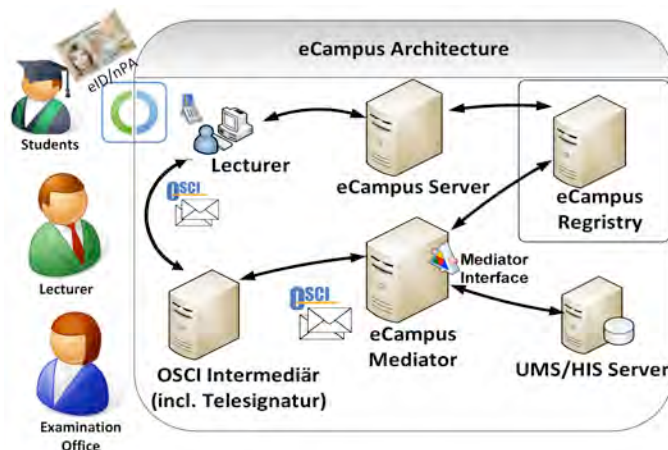 eCampus Architecture
eID/nPA
Students
Lecturer
eCampus Server
eCampus
Regristry
OSCI
Lecturer
Mediator
Interface
OSCI
eCampus
Mediator
UMS/HIS Server
OSCI Intermediär
(incl. Telesignatur)
Examination
Office